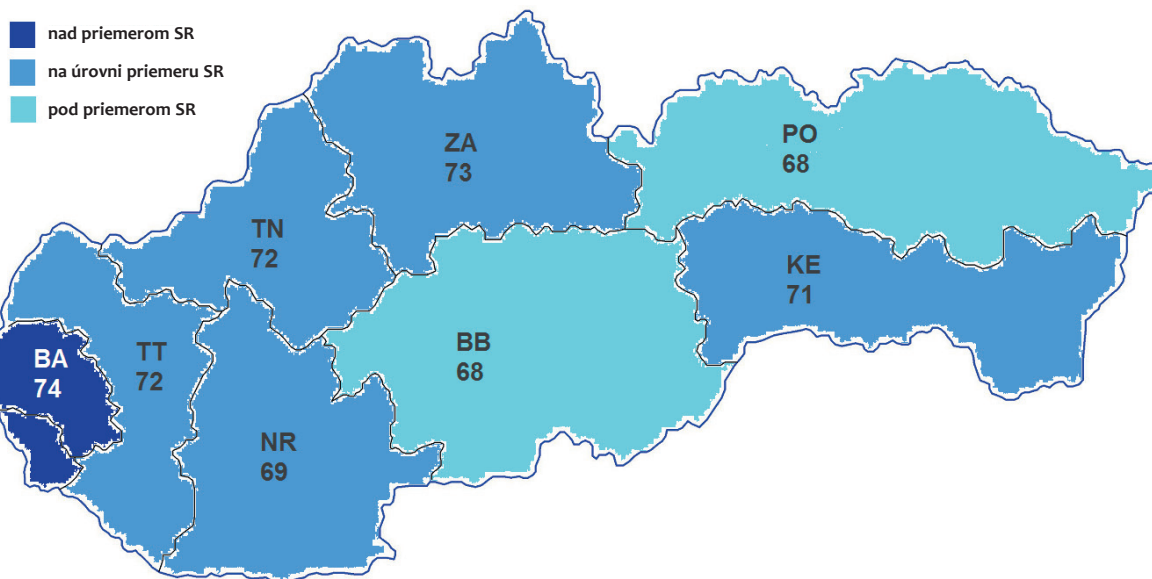 nad priemerom SR
na úrovni priemeru SR
pod priemerom SR
ZA
73
PO
68
TN
72
KE
71
BA
74
TT
72
BB
68
NR
69